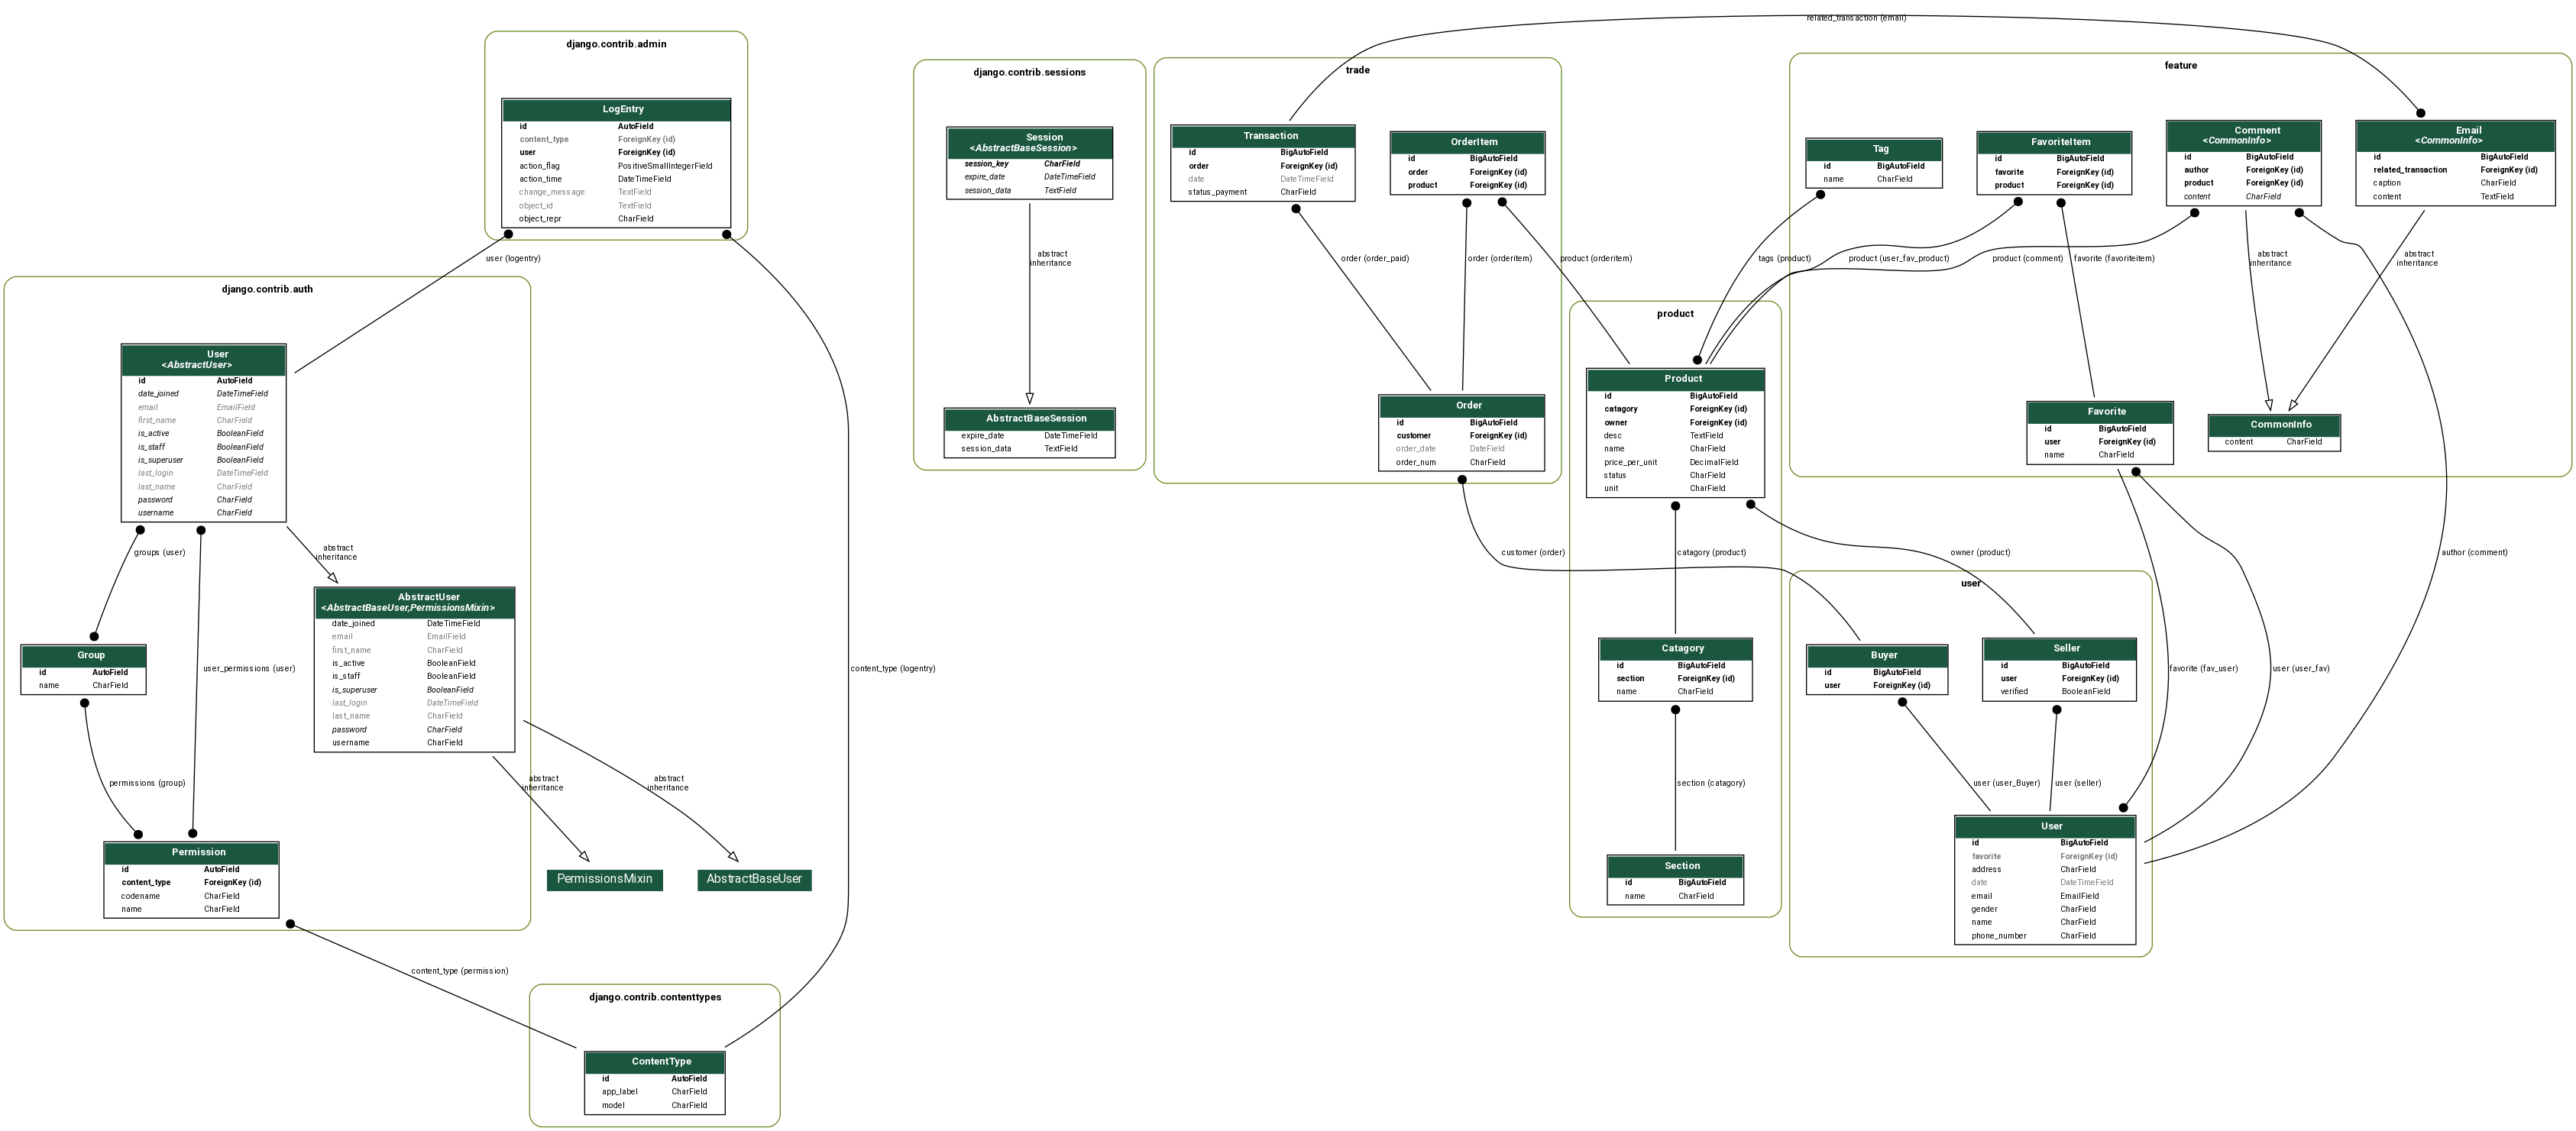 related_transaction (email)
django.contrib.admin
LogEntry
id AutoField
content_type ForeignKey (id)
user ForeignKey (id)
action_flag PositiveSmallIntegerField
action_time DateTimeField
change_message TextField
object_id TextField
object_repr CharField
user (logentry)
content_type (logentry)
django.contrib.auth
User
<AbstractUser>
id AutoField
date_joined DateTimeField
email EmailField
first_name CharField
is_active BooleanField
is_staff BooleanField
is_superuser BooleanField
last_login DateTimeField
last_name CharField
password CharField
username CharField
groups (user)
abstract
inheritance
user_permissions (user)
AbstractUser
<AbstractBaseUser,PermissionsMixin>
date_joined DateTimeField
email EmailField
first_name CharField
is_active BooleanField
is_staff BooleanField
is_superuser BooleanField
last_login DateTimeField
last_name CharField
password CharField
username CharField
Group
id AutoField
name CharField
permissions (group)
abstract
inheritance
abstract
inheritance
Permission
id AutoField
content_type ForeignKey (id)
codename CharField
name CharField
PermissionsMixin
AbstractBaseUser
content_type (permission)
django.contrib.contenttypes
ContentType
id AutoField
app_label CharField
model CharField
django.contrib.sessions
Session
<AbstractBaseSession>
session_key CharField
expire_date DateTimeField
session_data TextField
abstract
inheritance
AbstractBaseSession
expire_date DateTimeField
session_data TextField
trade
Transaction
id BigAutoField
order ForeignKey (id)
date DateTimeField
status_payment CharField
OrderItem
id BigAutoField
order ForeignKey (id)
product ForeignKey (id)
order (order_paid)
order (orderitem)
product (orderitem)
Order
id BigAutoField
customer ForeignKey (id)
order_date DateField
order_num CharField
customer (order)
product
Product
id BigAutoField
catagory ForeignKey (id)
owner ForeignKey (id)
desc TextField
name CharField
price_per_unit DecimalField
status CharField
unit CharField
catagory (product)
owner (product)
Catagory
id BigAutoField
section ForeignKey (id)
name CharField
section (catagory)
Section
id BigAutoField
name CharField
feature
Tag
id BigAutoField
name CharField
FavoriteItem
id BigAutoField
favorite ForeignKey (id)
product ForeignKey (id)
Comment
<CommonInfo>
id BigAutoField
author ForeignKey (id)
product ForeignKey (id)
content CharField
Email
<CommonInfo>
id BigAutoField
related_transaction ForeignKey (id)
caption CharField
content TextField
tags (product)
product (user_fav_product)
product (comment)
favorite (favoriteitem)
abstract
inheritance
abstract
inheritance
Favorite
id BigAutoField
user ForeignKey (id)
name CharField
CommonInfo
content CharField
author (comment)
favorite (fav_user)
user (user_fav)
user
Buyer
id BigAutoField
user ForeignKey (id)
Seller
id BigAutoField
user ForeignKey (id)
verified BooleanField
user (user_Buyer)
user (seller)
User
id BigAutoField
favorite ForeignKey (id)
address CharField
date DateTimeField
email EmailField
gender CharField
name CharField
phone_number CharField